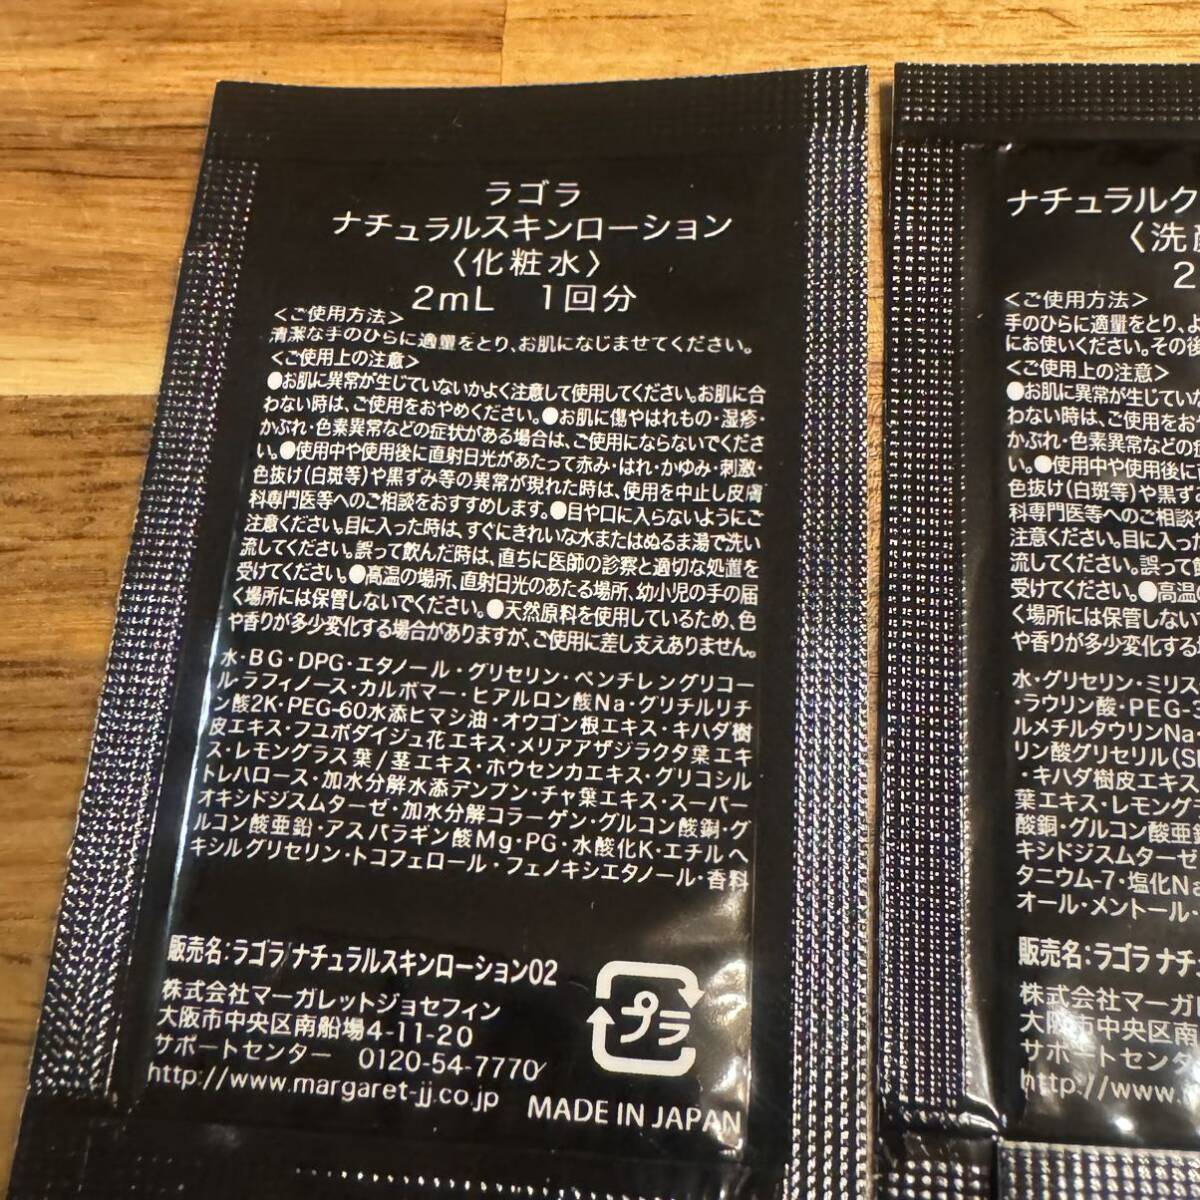 ラゴラ
ナチュラルスキンローション
〈化粧水〉
2mL 1回分
<ご使用方法>
清潔な手のひらに適量をとり、お肌になじませてください。
<ご使用上の注意>
●お肌に異常が生じていないかよく注意して使用してください。お肌に合
わない時は、ご使用をおやめください。●お肌に傷やはれもの・湿疹・
かぶれ・色素異常などの症状がある場合は、ご使用にならないでくださ
い。●使用中や使用後に直射日光があたって赤み・はれ・かゆみ・刺激・
色抜け(白斑等)や黒ずみ等の異常が現れた時は、使用を中止し皮膚
科専門医等へのご相談をおすすめします。●目や口に入らないようにご
注意ください。目に入った時は、すぐにきれいな水またはぬるま湯で洗い
流してください。誤って飲んだ時は、直ちに医師の診察と適切な処置を
受けてください。●高温の場所、直射日光のあたる場所、幼小児の手の届
く場所には保管しないでください。●天然原料を使用しているため、色
や香りが多少変化する場合がありますが、ご使用に差し支えありません。
水・BG・DPG・エタノール・グリセリン・ペンチレングリコー
ル・ラフィノース・カルボマー・ヒアルロン酸Na・グリチルリチ
ン酸2K・PEG-60水添ヒマシ油・オウゴン根エキス・キハダ樹
皮エキス・フユボダイジュ花エキス・メリアアザジラクタ葉エキ
ス・レモングラス葉/茎エキス・ホウセンカエキス・グリコシル
トレハロース・加水分解水添デンプン・チャ葉エキス・スーパー
オキシドジスムターゼ・加水分解コラーゲン・グルコン酸銅・グ
ルコン酸亜鉛・アスパラギン酸Mg・PG・水酸化K・エチルヘ
キシルグリセリン・トコフェロール・フェノキシエタノール・香料
販売名:ラゴラ ナチュラルスキンローション02
株式会社マーガレットジョセフィン
大阪市中央区南船場4-11-20
サポートセンター 0120-54-7770
http://www.margaret-jj.co.jp
プラ
MADE IN JAPAN
ナチュラルク
〈洗
2
<ご使用方法>
手のひらに適量をとり、よ
にお使いください。その後
<ご使用上の注意>
●お肌に異常が生じていな
わない時は、ご使用をお
かぶれ・色素異常などの
い。●使用中や使用後に
色抜け(白斑等)や黒ず
科専門医等へのご相談
注意ください。目に入った
流してください。誤って
受けてください。●高温
く場所には保管しない
や香りが多少変化する
水・グリセリン・ミリス
・ラウリン酸・PEG-
ルメチルタウリンNa・
リン酸グリセリル(S
・キハダ樹皮エキス
葉エキス・レモング
酸銅・グルコン酸亜
キシドジスムターゼ
タニウム-7・塩化Na
オール・メントール・
販売名:ラゴラ ナチ
株式会社マーガ
大阪市中央区南
サポートセンタ
http://www.